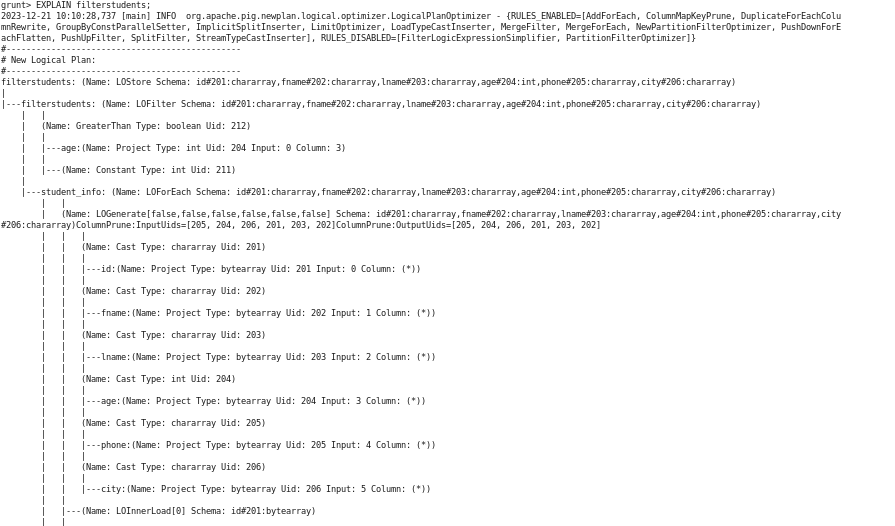 grunt> EXPLAIN filterstudents;
2023-12-21 10:10:28,737 [main] INFO  org.apache.pig.newplan.logical.optimizer.LogicalPlanOptimizer - {RULES_ENABLED=[AddForEach, ColumnMapKeyPrune, DuplicateForEachColu
mnRewrite, GroupByConstParallelSetter, ImplicitSplitInserter, LimitOptimizer, LoadTypeCastInserter, MergeFilter, MergeForEach, NewPartitionFilterOptimizer, PushDownForE
achFlatten, PushUpFilter, SplitFilter, StreamTypeCastInserter], RULES_DISABLED=[FilterLogicExpressionSimplifier, PartitionFilterOptimizer]}
#-----------------------------------------------
# New Logical Plan:
#-----------------------------------------------
filterstudents: (Name: LOStore Schema: id#201:chararray,fname#202:chararray,lname#203:chararray,age#204:int,phone#205:chararray,city#206:chararray)
|
|---filterstudents: (Name: LOFilter Schema: id#201:chararray,fname#202:chararray,lname#203:chararray,age#204:int,phone#205:chararray,city#206:chararray)
    |   |
    |   (Name: GreaterThan Type: boolean Uid: 212)
    |   |
    |   |---age:(Name: Project Type: int Uid: 204 Input: 0 Column: 3)
    |   |
    |   |---(Name: Constant Type: int Uid: 211)
    |
    |---student_info: (Name: LOForEach Schema: id#201:chararray,fname#202:chararray,lname#203:chararray,age#204:int,phone#205:chararray,city#206:chararray)
        |   |
        |   (Name: LOGenerate[false,false,false,false,false,false] Schema: id#201:chararray,fname#202:chararray,lname#203:chararray,age#204:int,phone#205:chararray,city
#206:chararray)ColumnPrune:InputUids=[205, 204, 206, 201, 203, 202]ColumnPrune:OutputUids=[205, 204, 206, 201, 203, 202]
        |   |   |
        |   |   (Name: Cast Type: chararray Uid: 201)
        |   |   |
        |   |   |---id:(Name: Project Type: bytearray Uid: 201 Input: 0 Column: (*))
        |   |   |
        |   |   (Name: Cast Type: chararray Uid: 202)
        |   |   |
        |   |   |---fname:(Name: Project Type: bytearray Uid: 202 Input: 1 Column: (*))
        |   |   |
        |   |   (Name: Cast Type: chararray Uid: 203)
        |   |   |
        |   |   |---lname:(Name: Project Type: bytearray Uid: 203 Input: 2 Column: (*))
        |   |   |
        |   |   (Name: Cast Type: int Uid: 204)
        |   |   |
        |   |   |---age:(Name: Project Type: bytearray Uid: 204 Input: 3 Column: (*))
        |   |   |
        |   |   (Name: Cast Type: chararray Uid: 205)
        |   |   |
        |   |   |---phone:(Name: Project Type: bytearray Uid: 205 Input: 4 Column: (*))
        |   |   |
        |   |   (Name: Cast Type: chararray Uid: 206)
        |   |   |
        |   |   |---city:(Name: Project Type: bytearray Uid: 206 Input: 5 Column: (*))
        |   |
        |   |---(Name: LOInnerLoad[0] Schema: id#201:bytearray)
        |   |